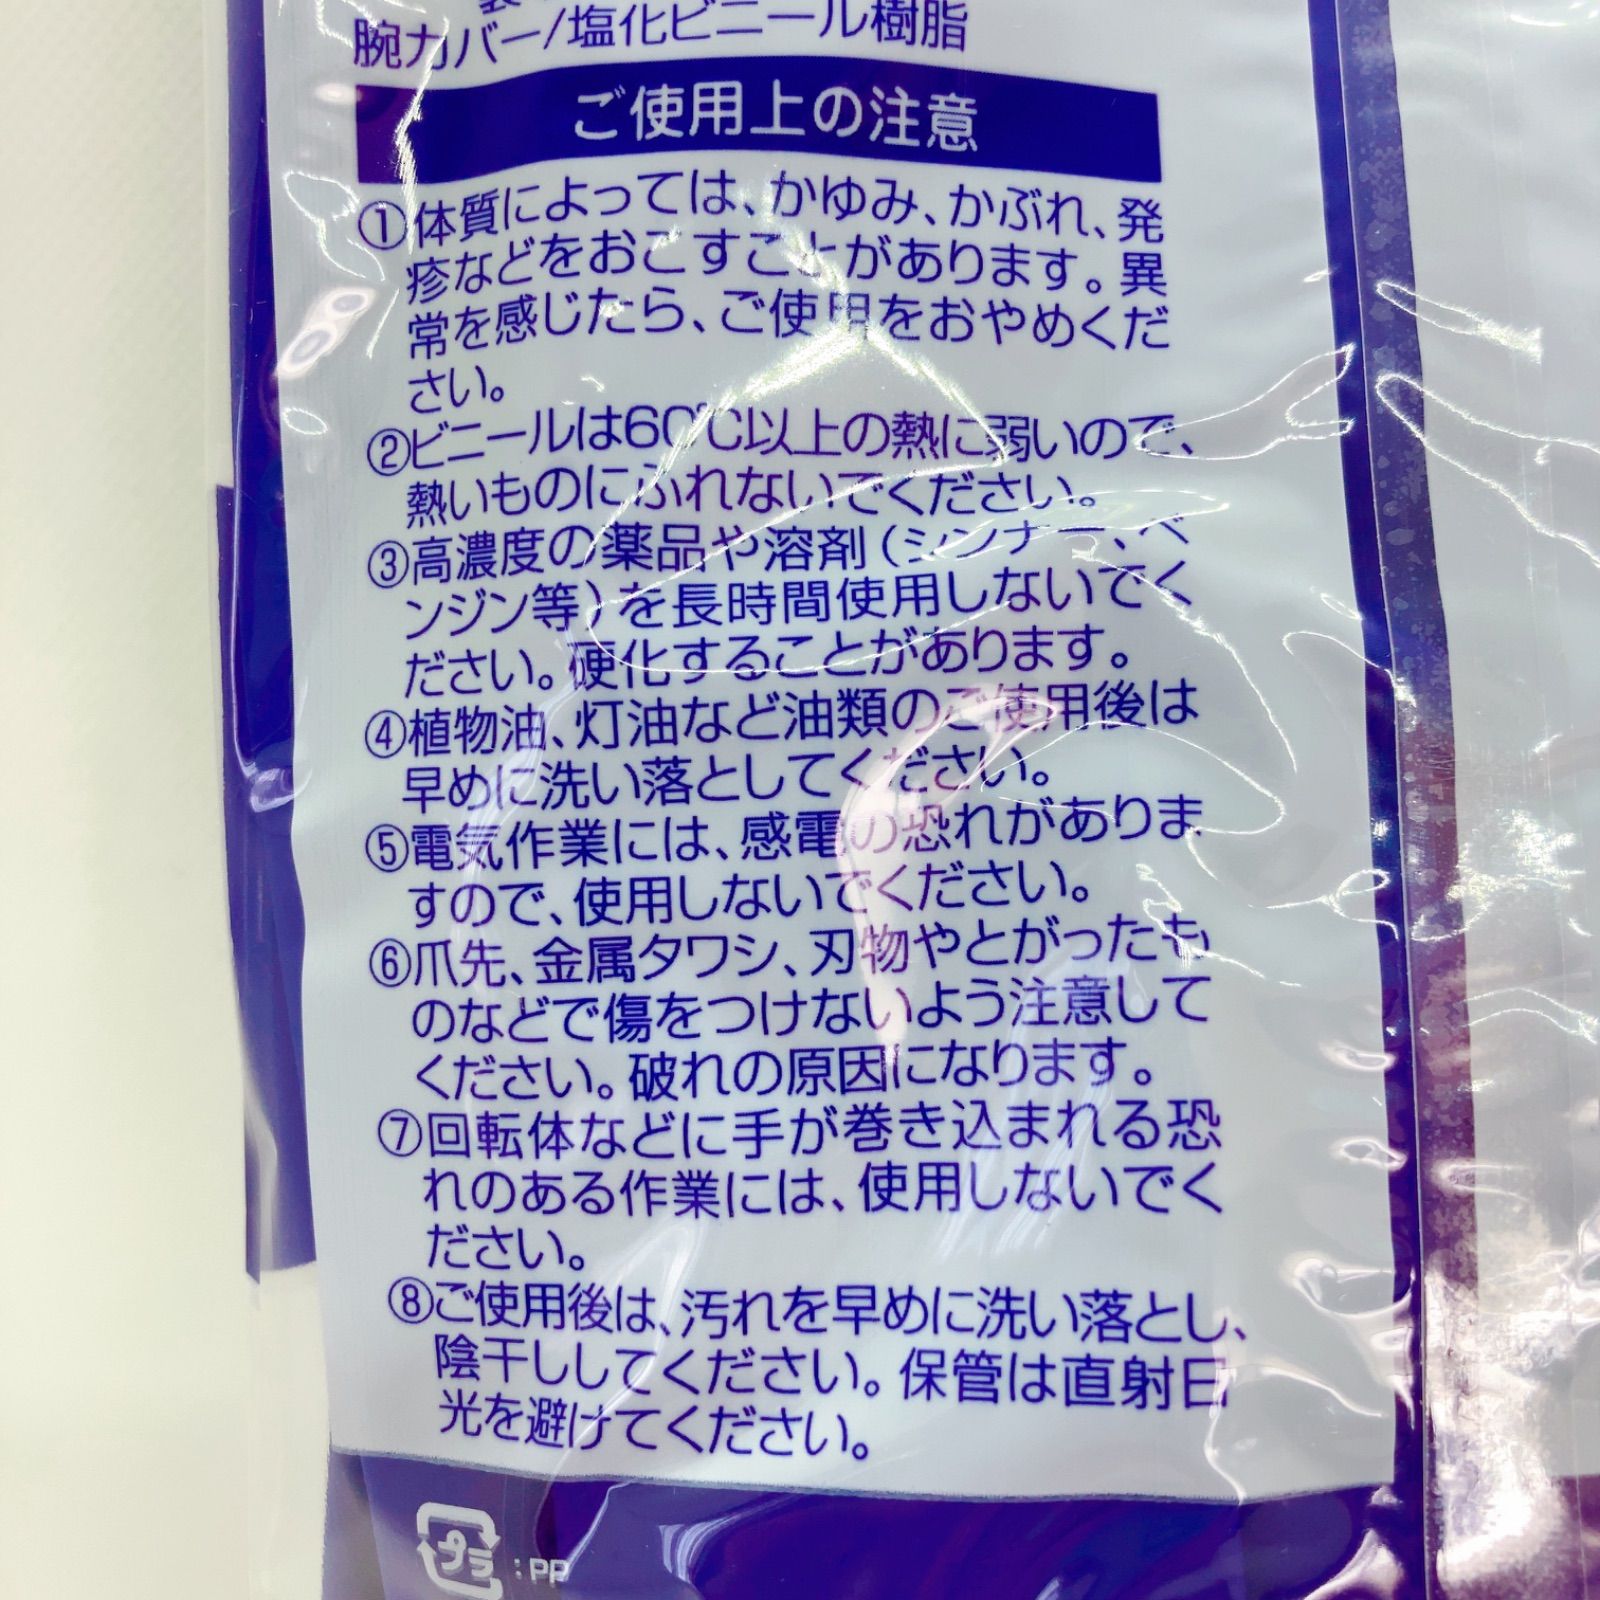 腕カバー/塩化ビニール樹脂
ご使用上の注意
①体質によっては、かゆみ、かぶれ、発
疹などをおこすことがあります。異
常を感じたら、ご使用をおやめくだ
さい。
②ビニールは60℃以上の熱に弱いので、
熱いものにふれないでください。
③高濃度の薬品や溶剤(シンナー、ベ
ンジン等)を長時間使用しないでく
ださい。硬化することがあります。
④植物油、灯油など油類のご使用後は
早めに洗い落としてください。
⑤電気作業には、感電の恐れがありま
すので、使用しないでください。
⑥爪先、金属タワシ、刃物やとがったも
のなどで傷をつけないよう注意して
ください。破れの原因になります。
⑦回転体などに手が巻き込まれる恐
れのある作業には、使用しないでく
ださい。
⑧ご使用後は、汚れを早めに洗い落とし、
陰干ししてください。保管は直射日
光を避けてください。
プラ :PP